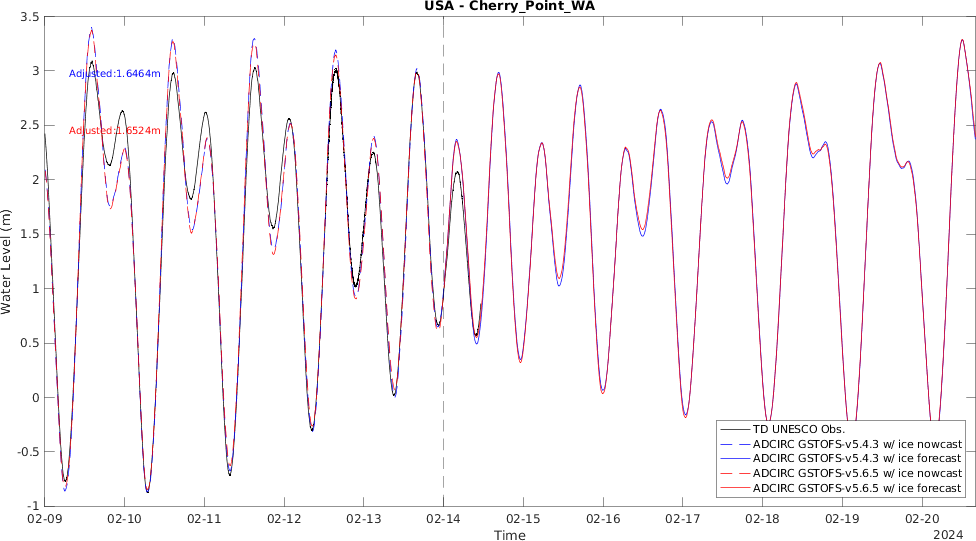 USA - Cherry_Point_WA
3.5
3
2.5
2
1.5
1
0.5
0
-0.5
-1
Water Level (m)
Adjusted:1.6464m
Adjusted:1.6524m
TD UNESCO Obs.
ADCIRC GSTOFS-v5.4.3 w/ ice nowcast
ADCIRC GSTOFS-v5.4.3 w/ ice forecast
ADCIRC GSTOFS-v5.6.5 w/ ice nowcast
ADCIRC GSTOFS-v5.6.5 w/ ice forecast
02-09 02-10 02-11 02-12 02-13 02-14 02-15 02-16 02-17 02-18 02-19 02-20
Time
2024